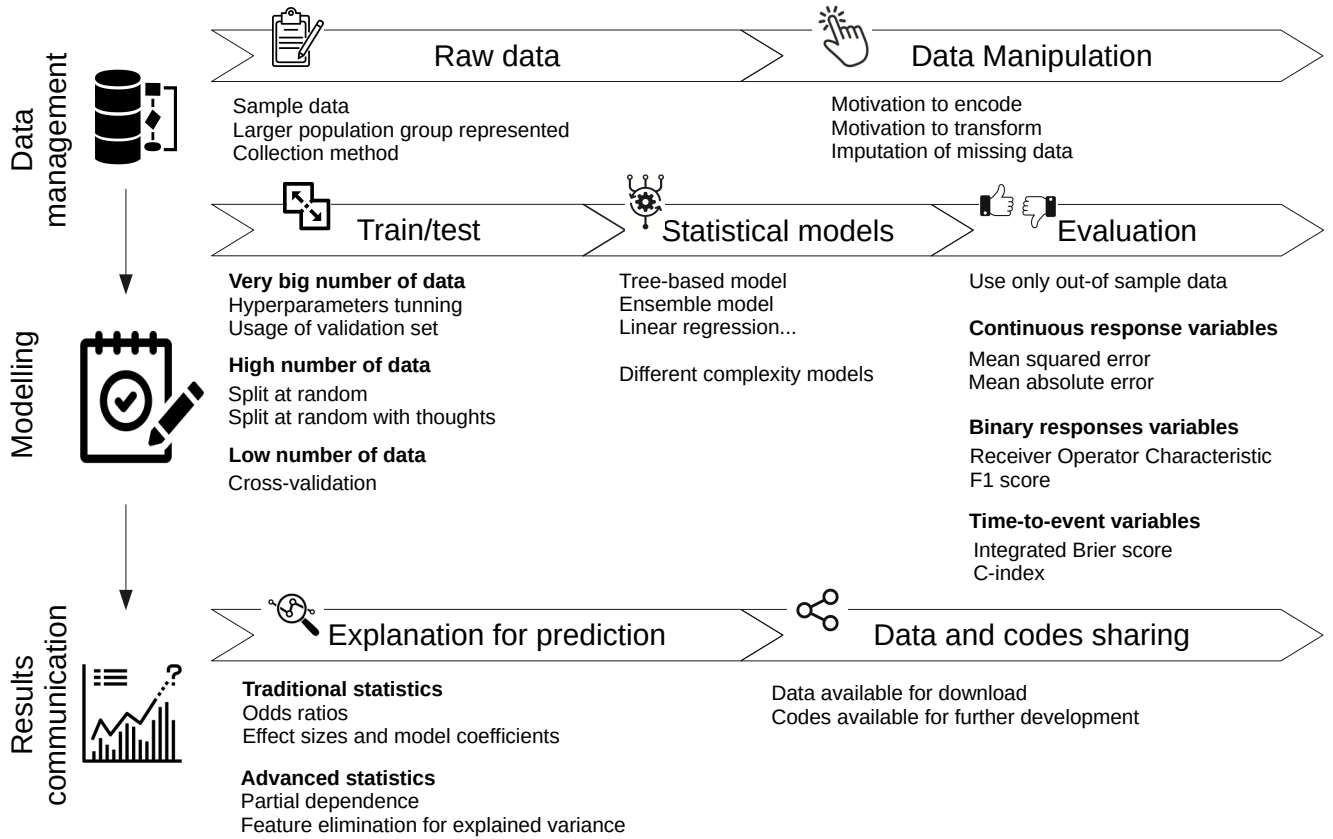 Data
management
Raw data
Data Manipulation
Sample data
Larger population group represented
Collection method
Motivation to encode
Motivation to transform
Imputation of missing data
Modelling
Train/test
Statistical models
Evaluation
Very big number of data
Hyperparameters tunning
Usage of validation set
High number of data
Split at random
Split at random with thoughts
Low number of data
Cross-validation
Tree-based model
Ensemble model
Linear regression...
Different complexity models
Use only out-of sample data
Continuous response variables
Mean squared error
Mean absolute error
Binary responses variables
Receiver Operator Characteristic
F1 score
Time-to-event variables
Integrated Brier score
C-index
Results
communication
Explanation for prediction
Data and codes sharing
?
Traditional statistics
Odds ratios
Effect sizes and model coefficients
Advanced statistics
Partial dependence
Feature elimination for explained variance
Data available for download
Codes available for further development